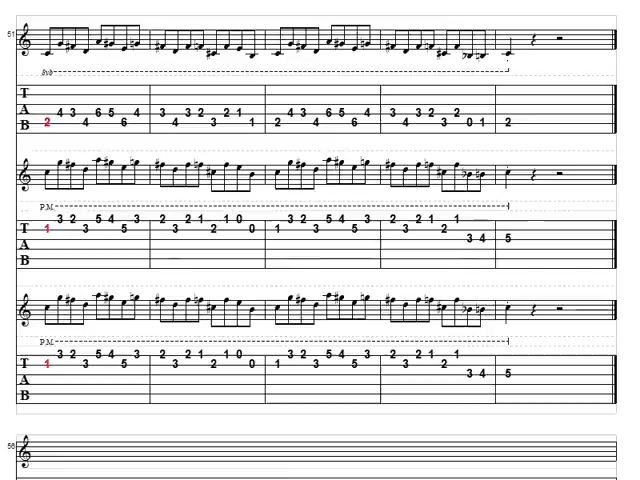 51
8vb
T
A 4 3 6 5 4 3 3 2 2 1 4 3 6 5 4 3 3 2 2
B 2 4 6 4 3 1 2 4 6 4 3 0 1 2
P.M.
3 2 5 4 3 2 2 1 1 0 3 2 5 4 3 2 2 1 1
T 1 3 5 3 2 0 1 3 5 3 2
A 3 4 5
B
P.M.
3 2 5 4 3 2 2 1 1 0 3 2 5 4 3 2 2 1 1
T 1 3 5 3 2 0 1 3 5 3 2
A 3 4 5
B
56